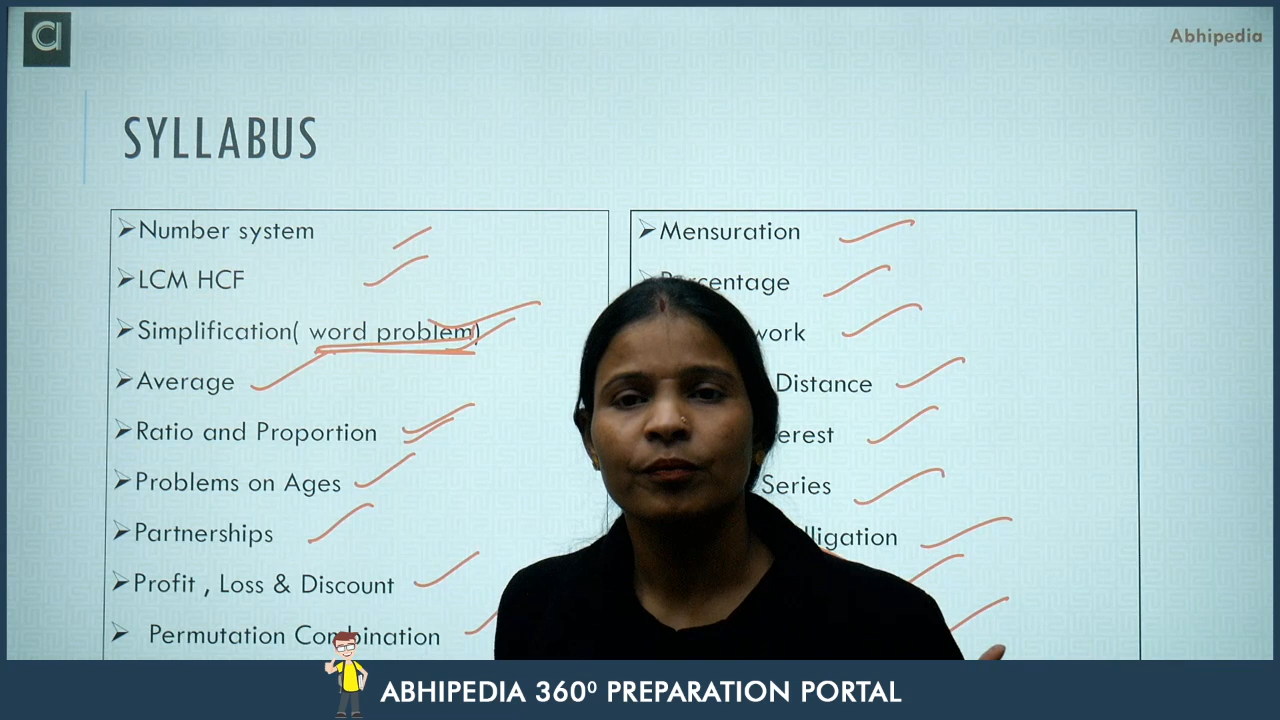 Abhipedia
SYLLABUS
Number system
LCM HCF
Simplification( word problem)
Average
Ratio and Proportion
Problems on Ages
Partnerships
Profit , Loss & Discount
Permutation Combination
Mensuration
Percentage
work
Distance
erest
Series
lligation
ABHIPEDIA 360⁰ PREPARATION PORTAL